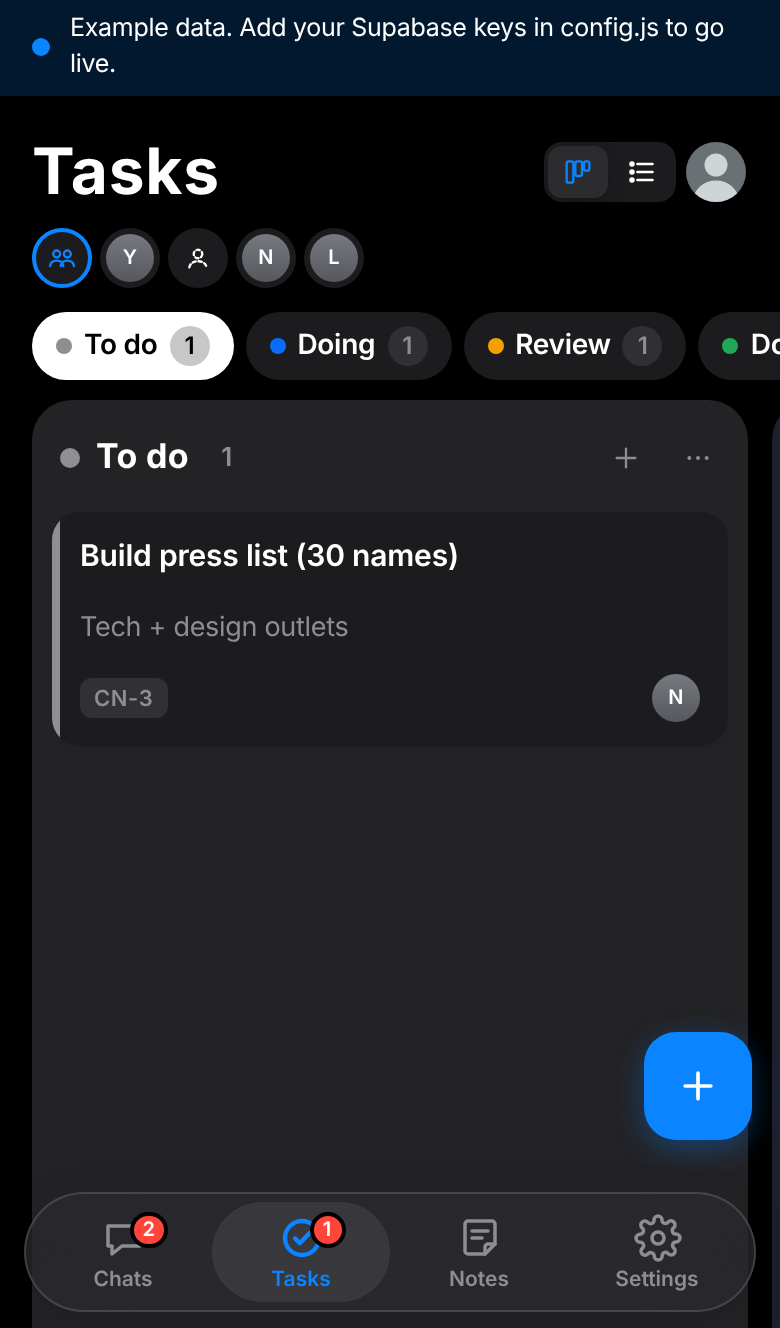 Example data. Add your Supabase keys in config.js to go
live.
Tasks
Y N L
To do 1 Doing 1 Review 1 Do
To do 1
Build press list (30 names)
Tech + design outlets
CN-3 N
2 1
Chats Tasks Notes Settings